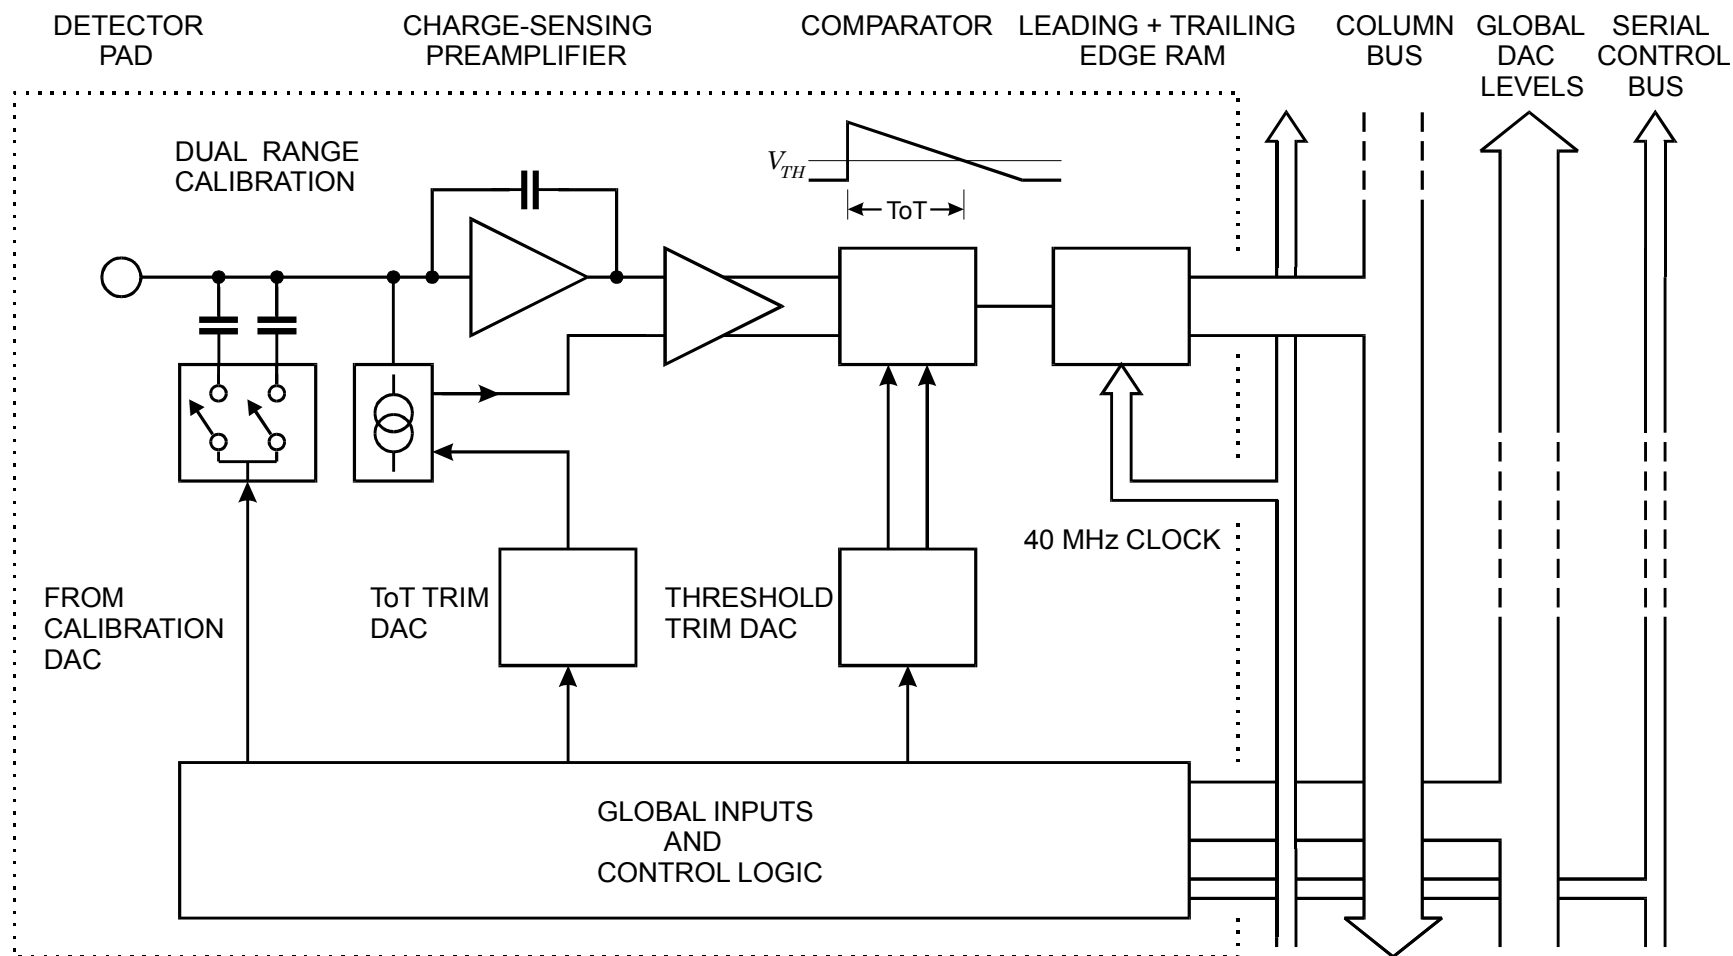 DETECTOR
PAD
CHARGE-SENSING
PREAMPLIFIER
COMPARATOR
LEADING + TRAILING
EDGE RAM
COLUMN
BUS
GLOBAL
DAC
LEVELS
SERIAL
CONTROL
BUS
DUAL RANGE
CALIBRATION
V_TH
ToT
40 MHz CLOCK
FROM
CALIBRATION
DAC
ToT TRIM
DAC
THRESHOLD
TRIM DAC
GLOBAL INPUTS
AND
CONTROL LOGIC